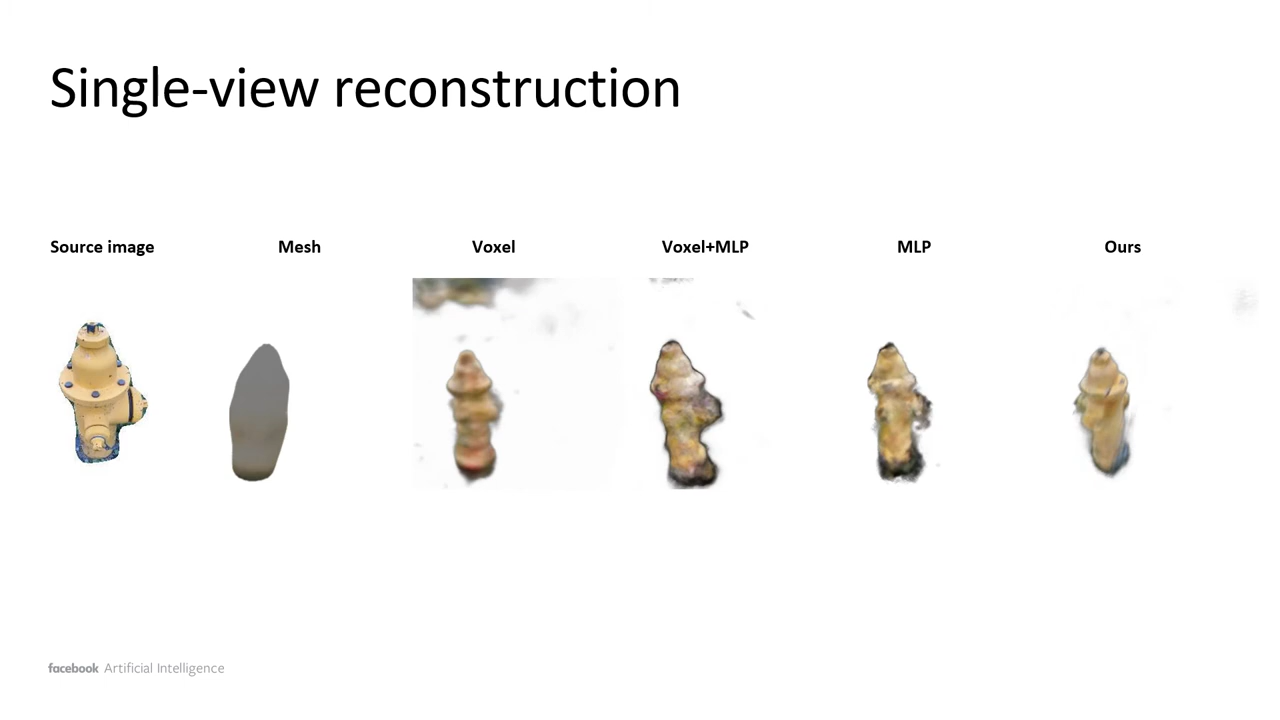 Single-view reconstruction
Source image Mesh Voxel Voxel+MLP MLP Ours
facebook Artificial Intelligence